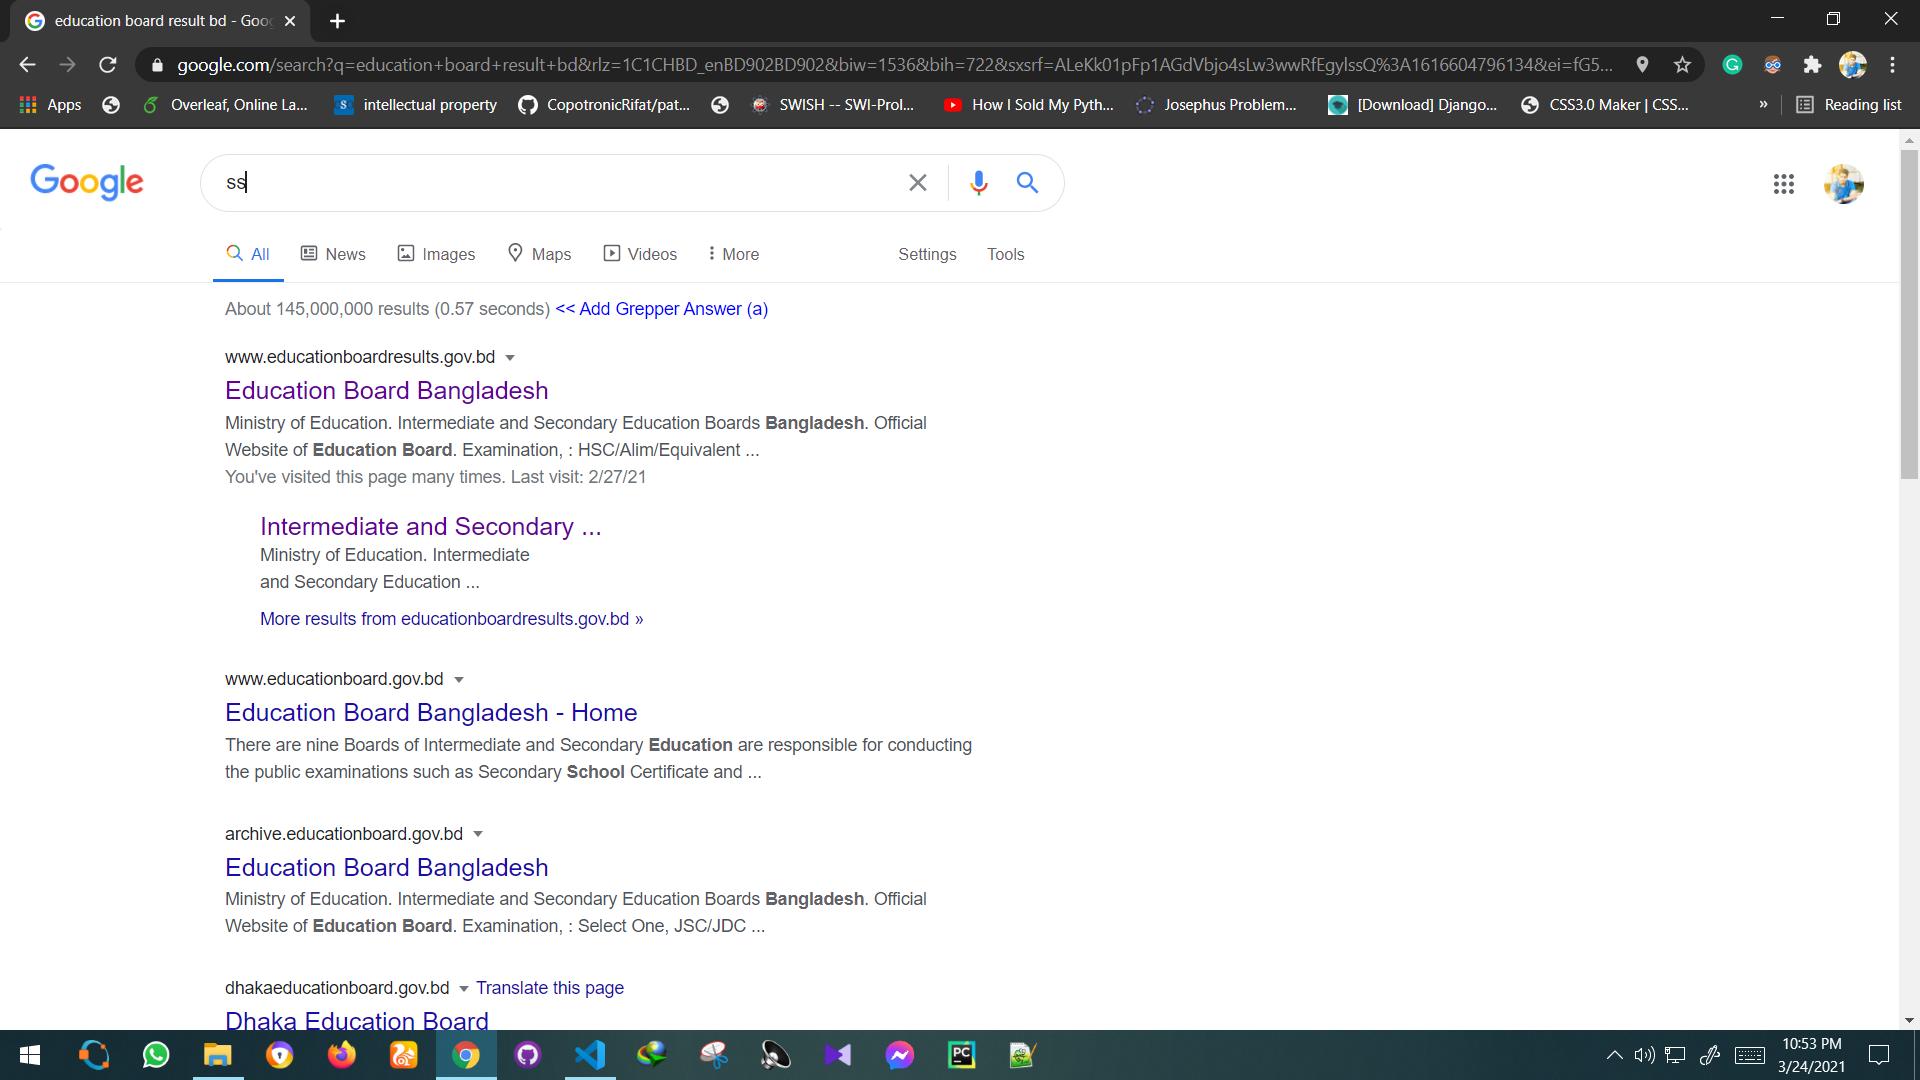 education board result bd - Goo
google.com/search?q=education+board+result+bd&rlz=1C1CHBD_enBD902BD902&biw=1536&bih=722&sxsrf=ALeKk01pFp1AGdVbjo4sLw3wwRfEgylssQ%3A1616604796134&ei=fG5...
Apps Overleaf, Online La... intellectual property CopotronicRifat/pat... SWISH -- SWI-Prol... How I Sold My Pyth... Josephus Problem... [Download] Django... CSS3.0 Maker | CSS... » Reading list
Google ss
All News Images Maps Videos More Settings Tools
About 145,000,000 results (0.57 seconds) << Add Grepper Answer (a)
www.educationboardresults.gov.bd
Education Board Bangladesh
Ministry of Education. Intermediate and Secondary Education Boards Bangladesh. Official
Website of Education Board. Examination, : HSC/Alim/Equivalent ...
You've visited this page many times. Last visit: 2/27/21
Intermediate and Secondary ...
Ministry of Education. Intermediate
and Secondary Education ...
More results from educationboardresults.gov.bd »
www.educationboard.gov.bd
Education Board Bangladesh - Home
There are nine Boards of Intermediate and Secondary Education are responsible for conducting
the public examinations such as Secondary School Certificate and ...
archive.educationboard.gov.bd
Education Board Bangladesh
Ministry of Education. Intermediate and Secondary Education Boards Bangladesh. Official
Website of Education Board. Examination, : Select One, JSC/JDC ...
dhakaeducationboard.gov.bd Translate this page
Dhaka Education Board
10:53 PM
3/24/2021